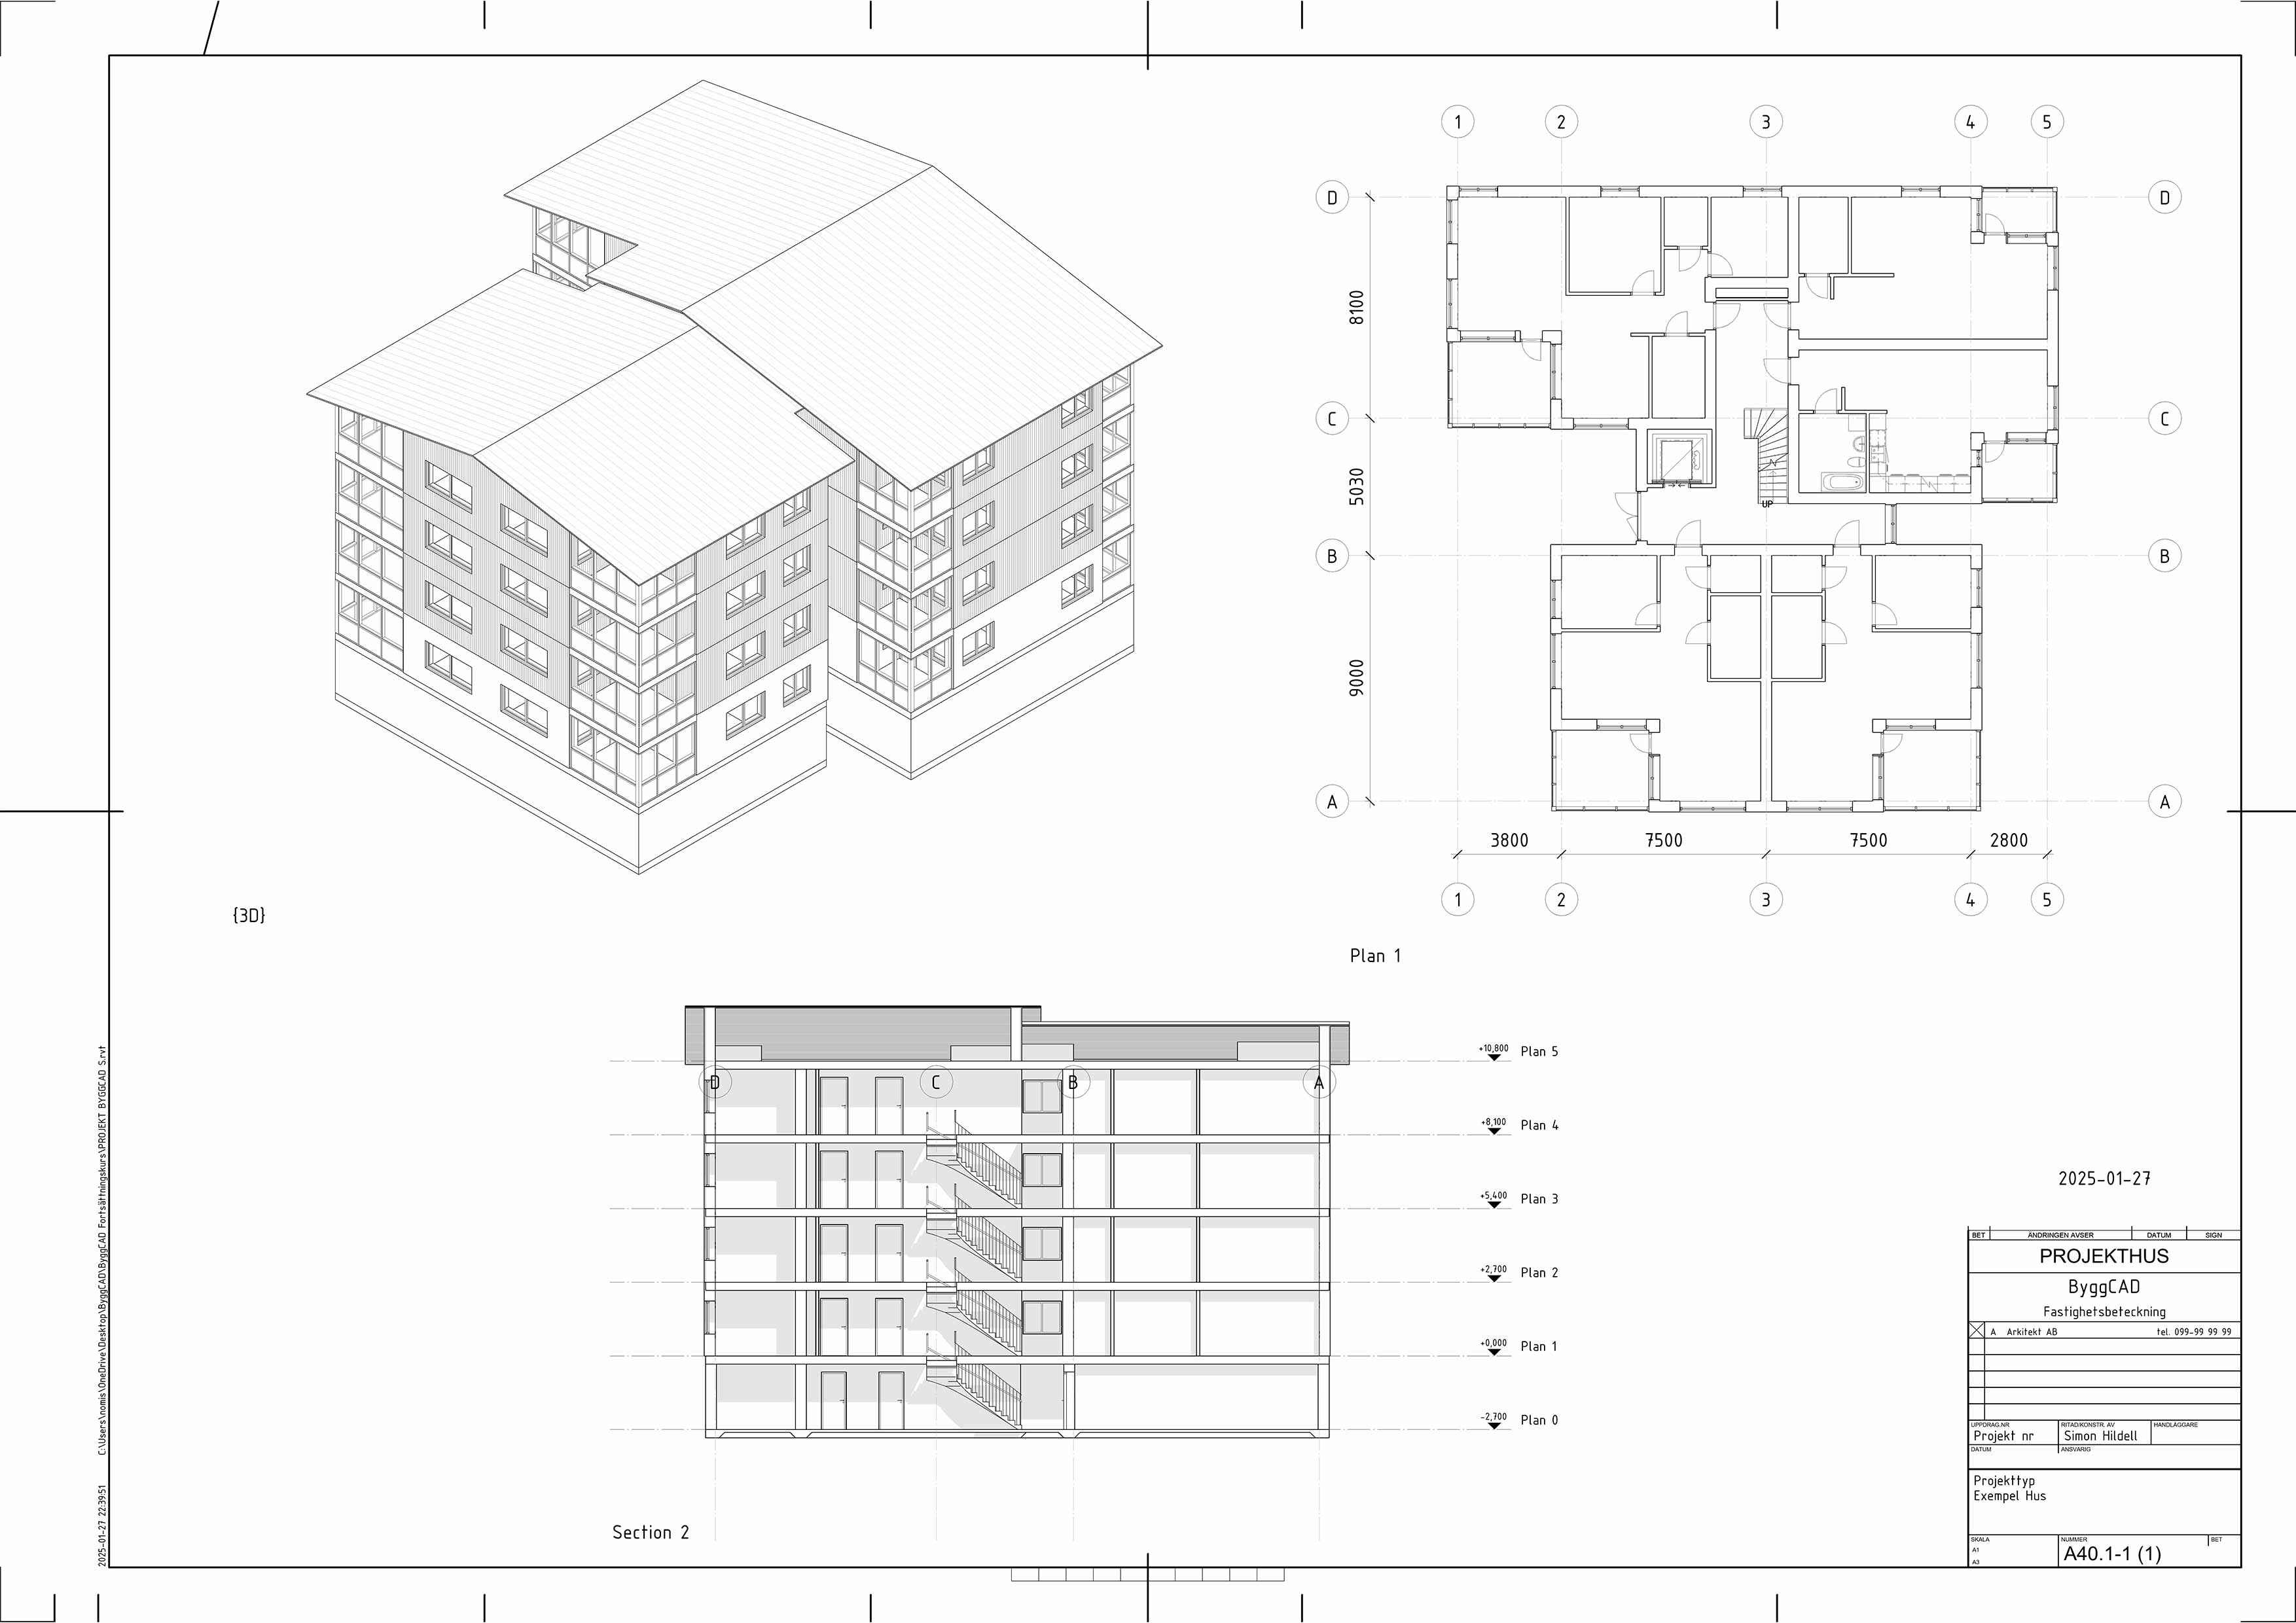 1 2 3 4 5
D D
8100
C C
5030
UP
B B
9000
A A
3800 7500 7500 2800
1 2 3 4 5
{3D}
Plan 1
+10,800 Plan 5
D C B A
+8,100 Plan 4
+5,400 Plan 3
+2,700 Plan 2
+0,000 Plan 1
-2,700 Plan 0
Section 2
2025-01-27 22:39:51 C:\Users\nomis\OneDrive\Desktop\ByggCAD\ByggCAD Fortsättningskurs\PROJEKT BYGGCAD S.rvt
2025-01-27
BET ÄNDRINGEN AVSER DATUM SIGN
PROJEKTHUS
ByggCAD
Fastighetsbeteckning
A Arkitekt AB tel. 099-99 99 99
UPPDRAG.NR RITAD/KONSTR. AV HANDLÄGGARE
Projekt nr Simon Hildell
DATUM ANSVARIG
Projekttyp
Exempel Hus
SKALA NUMMER BET
A1
A40.1-1 (1)
A3